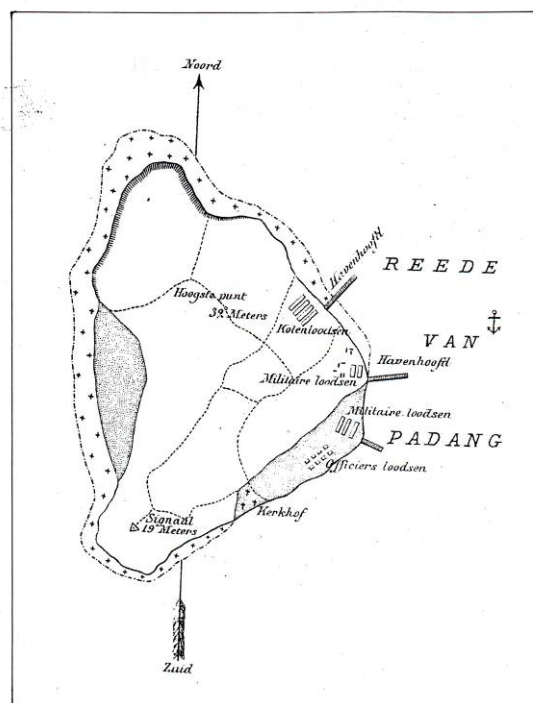 Noord
Havenhoofd
REEDE
Hoogste punt
39 Meters
Kolenloodsen
VAN
Havenhoofd
Militaire loodsen
Militaire loodsen
PADANG
Officiers loodsen
Kerkhof
Signaal
19 Meters
Zuid